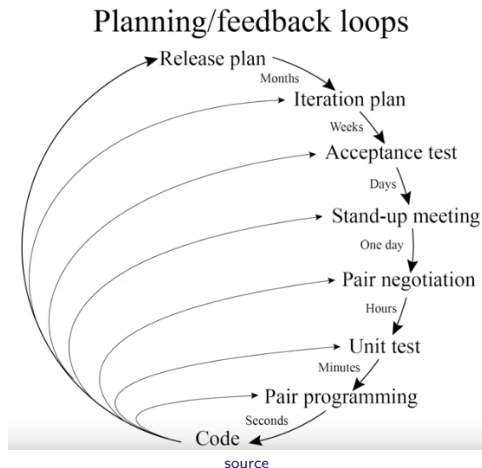 Planning/feedback loops
Release plan
Months
Iteration plan
Weeks
Acceptance test
Days
Stand-up meeting
One day
Pair negotiation
Hours
Unit test
Minutes
Pair programming
Seconds
Code
source